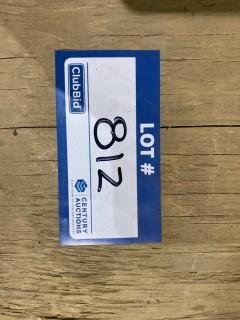 LOT #
812
ClubBid
CENTURY
AUCTIONS